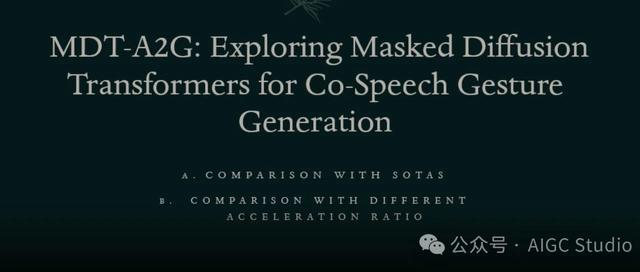 MDT-A2G: Exploring Masked Diffusion
Transformers for Co-Speech Gesture
Generation
A. COMPARISON WITH SOTAS
B. COMPARISON WITH DIFFERENT
ACCELERATION RATIO
公众号 · AIGC Studio